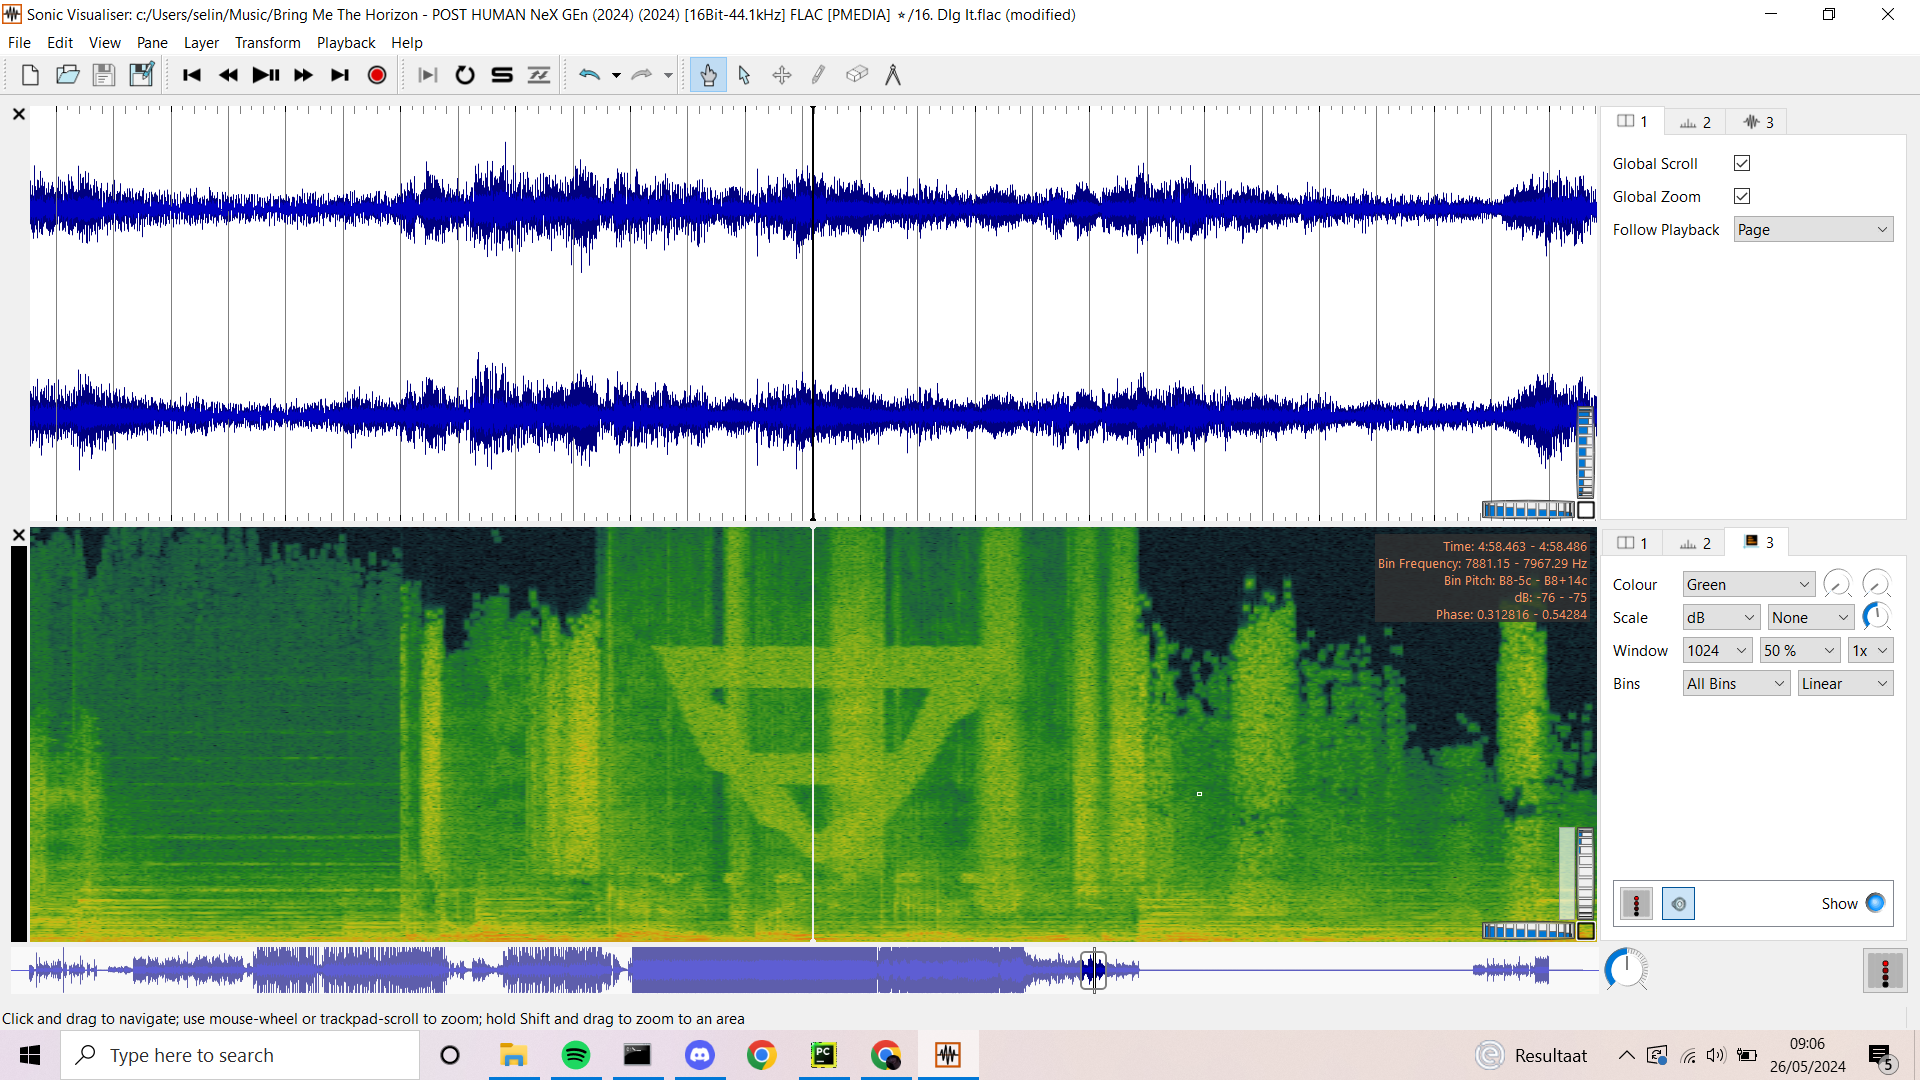 Sonic Visualiser: c:/Users/selin/Music/Bring Me The Horizon - POST HUMAN NeX GEn (2024) (2024) [16Bit-44.1kHz] FLAC [PMEDIA] ⭐/16. DIg It.flac (modified)
File Edit View Pane Layer Transform Playback Help
1 2 3
Global Scroll
Global Zoom
Follow Playback Page
Time: 4:58.463 - 4:58.486
Bin Frequency: 7881.15 - 7967.29 Hz
Bin Pitch: B8-5c - B8+14c
dB: -76 - -75
Phase: 0.312816 - 0.54284
1 2 3
Colour Green
Scale dB None
Window 1024 50 % 1x
Bins All Bins Linear
Show
Click and drag to navigate; use mouse-wheel or trackpad-scroll to zoom; hold Shift and drag to zoom to an area
Type here to search
PC
Resultaat
09:06
26/05/2024
5